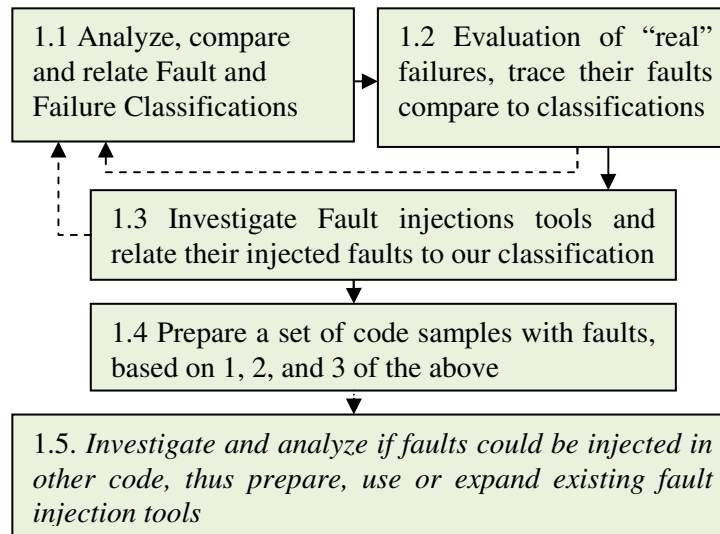 1.1 Analyze, compare
and relate Fault and
Failure Classifications
1.2 Evaluation of “real”
failures, trace their faults
compare to classifications
1.3 Investigate Fault injections tools and
relate their injected faults to our classification
1.4 Prepare a set of code samples with faults,
based on 1, 2, and 3 of the above
1.5. Investigate and analyze if faults could be injected in
other code, thus prepare, use or expand existing fault
injection tools